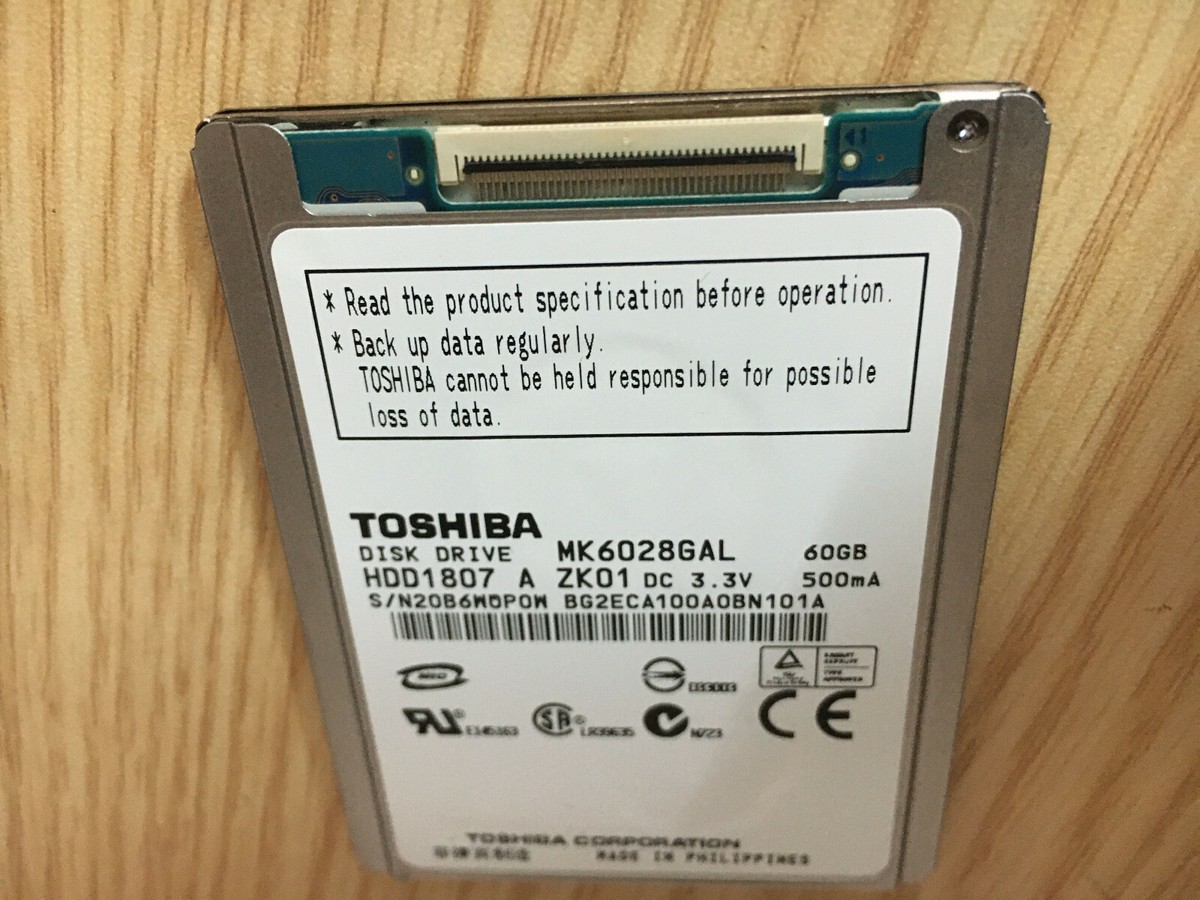 * Read the product specification before operation.
* Back up data regularly.
TOSHIBA cannot be held responsible for possible
loss of data.
TOSHIBA
DISK DRIVE MK6028GAL 60GB
HDD1807 A ZK01 DC 3.3V 500mA
S/N20B6W0P0W BG2ECA100A0BN101A
CE
TOSHIBA CORPORATION
MADE IN PHILIPPINES